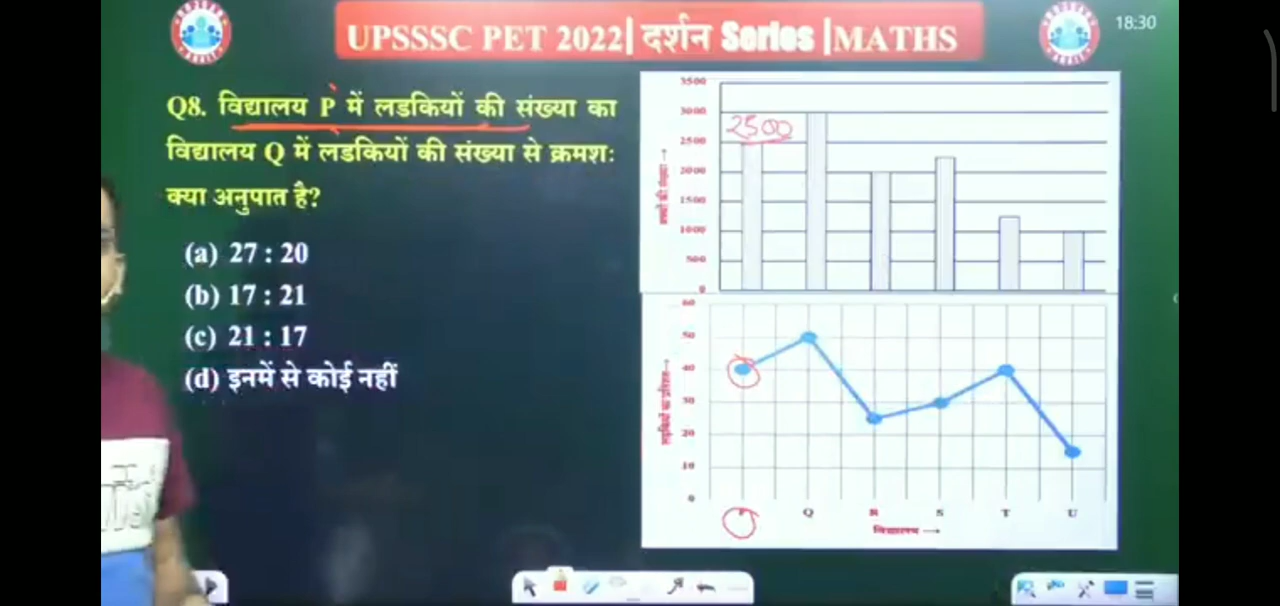 UPSSSC PET 2022| दर्शन Series |MATHS
18:30
Q8. विद्यालय P में लडकियों की संख्या का
विद्यालय Q में लडकियों की संख्या से क्रमशः
क्या अनुपात है?
(a) 27 : 20
(b) 17 : 21
(c) 21 : 17
(d) इनमें से कोई नहीं
3500
3000
2500
2500
2000
1500
1000
500
0
60
50
40
30
20
10
0
P Q R S T U
विद्यालय